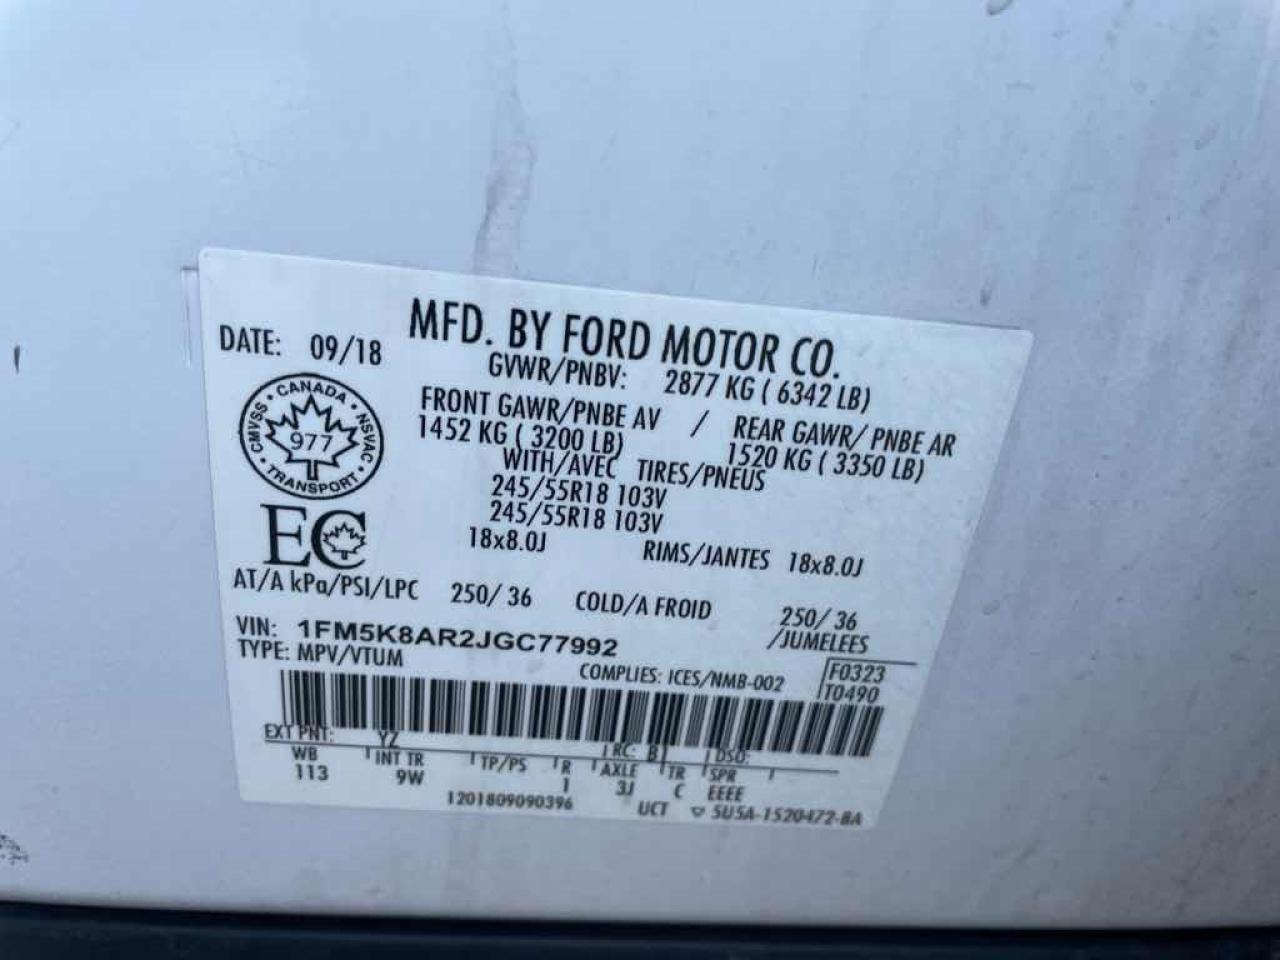 MFD. BY FORD MOTOR CO.
DATE: 09/18
GVWR/PNBV: 2877 KG ( 6342 LB)
FRONT GAWR/PNBE AV / REAR GAWR/ PNBE AR
1452 KG ( 3200 LB) 1520 KG ( 3350 LB)
WITH/AVEC TIRES/PNEUS
245/55R18 103V
245/55R18 103V
18x8.0J RIMS/JANTES 18x8.0J
CANADA
CMVSS 977 NSVAC
TRANSPORT
EC
AT/A kPa/PSI/LPC 250/ 36 COLD/A FROID 250/ 36
/JUMELEES
VIN: 1FM5K8AR2JGC77992
TYPE: MPV/VTUM
COMPLIES: ICES/NMB-002
F0323
T0490
EXT PNT: YZ RC: B DSO:
WB INT TR TP/PS R AXLE TR SPR
113 9W 1 3J C EEEE
1201809090396 UCT 5U5A-1520472-BA